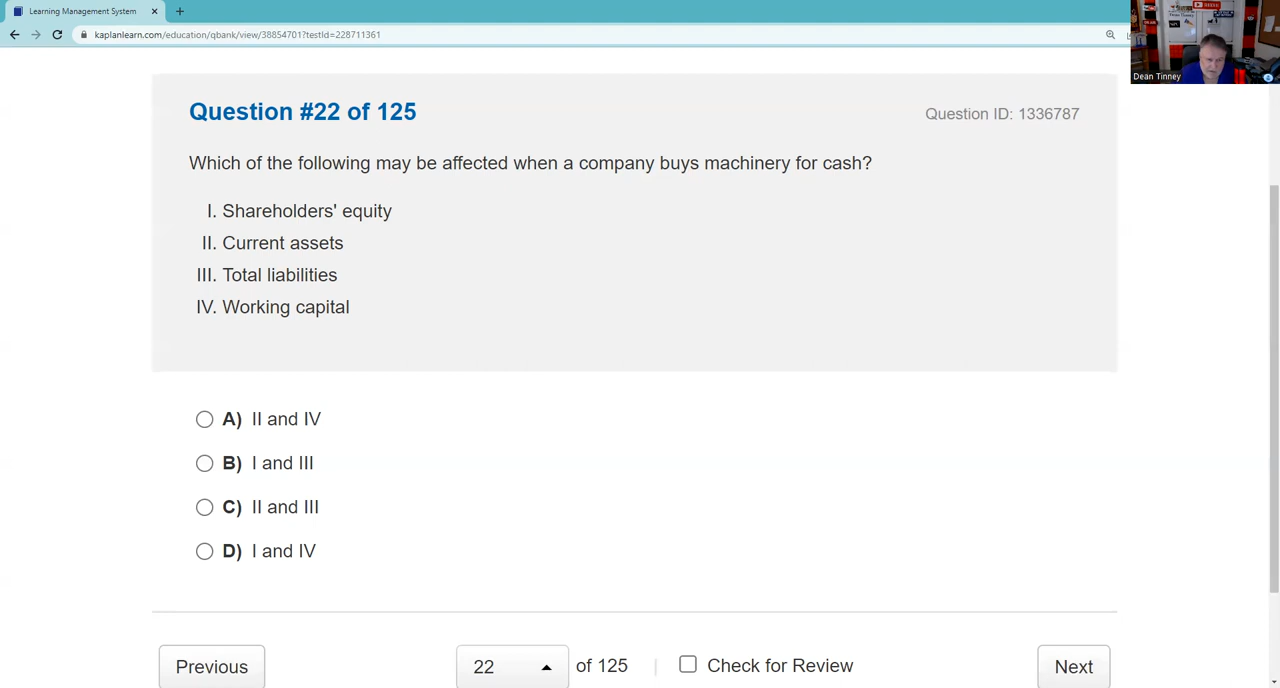 Learning Management System
kaplanlearn.com/education/qbank/view/38854701?testId=228711361
Dean Tinney
Question #22 of 125
Question ID: 1336787
Which of the following may be affected when a company buys machinery for cash?
I. Shareholders' equity
II. Current assets
III. Total liabilities
IV. Working capital
A) II and IV
B) I and III
C) II and III
D) I and IV
Previous
22
of 125
Check for Review
Next